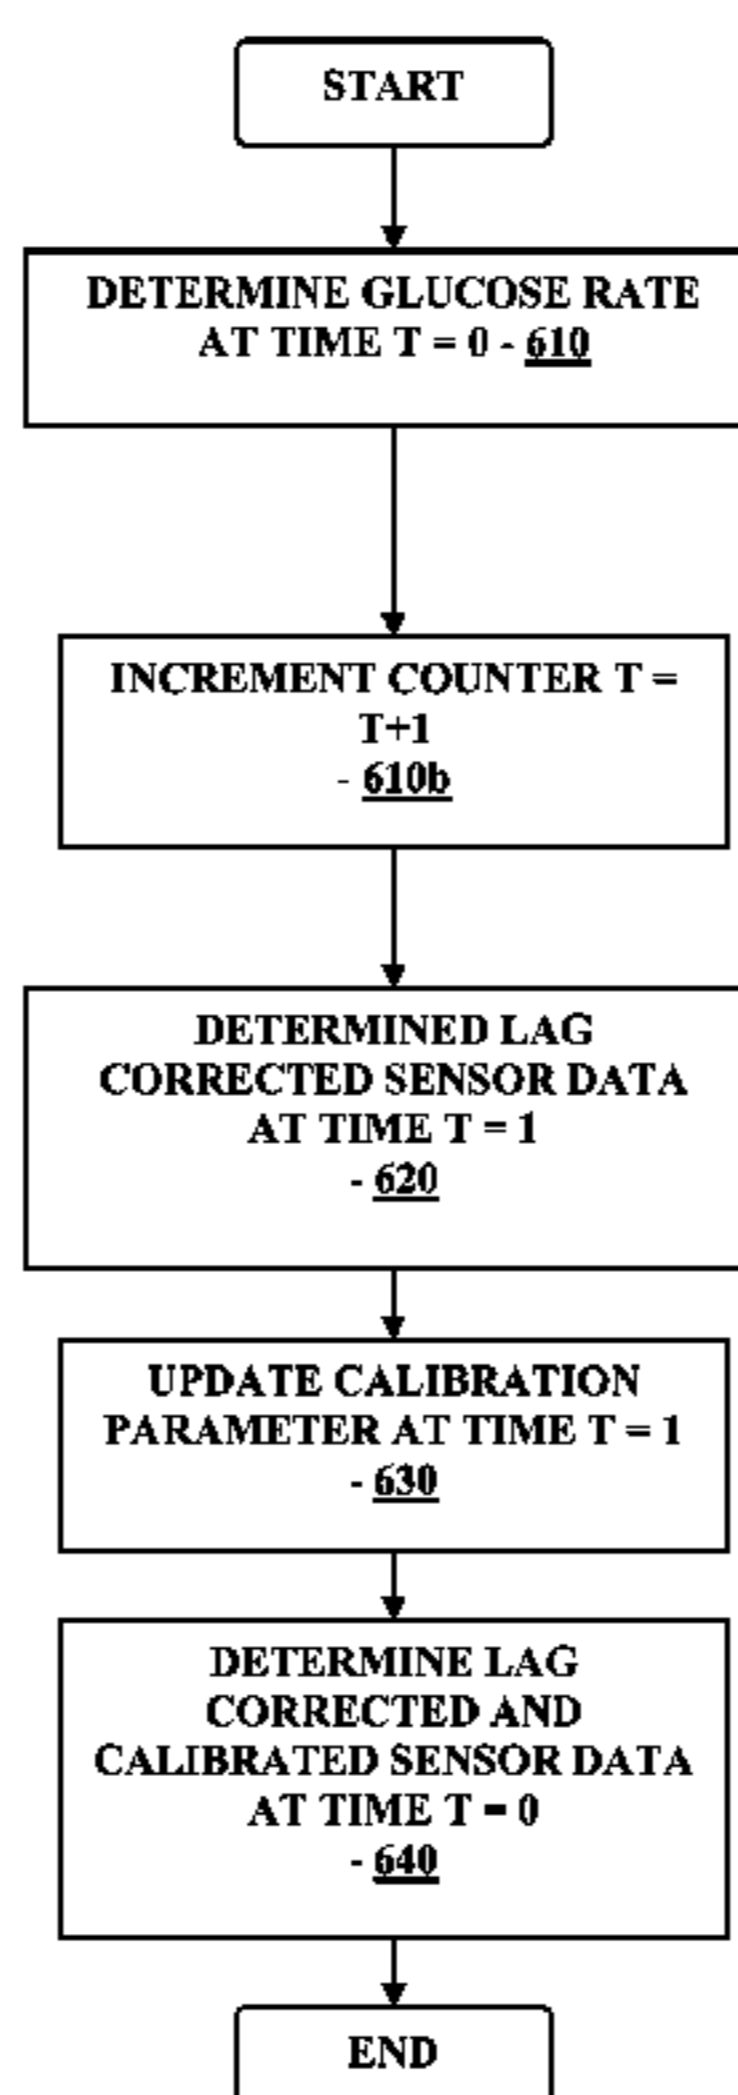 START
DETERMINE GLUCOSE RATE
AT TIME T = 0 - 610
INCREMENT COUNTER T =
T+1
- 610b
DETERMINED LAG
CORRECTED SENSOR DATA
AT TIME T = 1
- 620
UPDATE CALIBRATION
PARAMETER AT TIME T = 1
- 630
DETERMINE LAG
CORRECTED AND
CALIBRATED SENSOR DATA
AT TIME T = 0
- 640
END